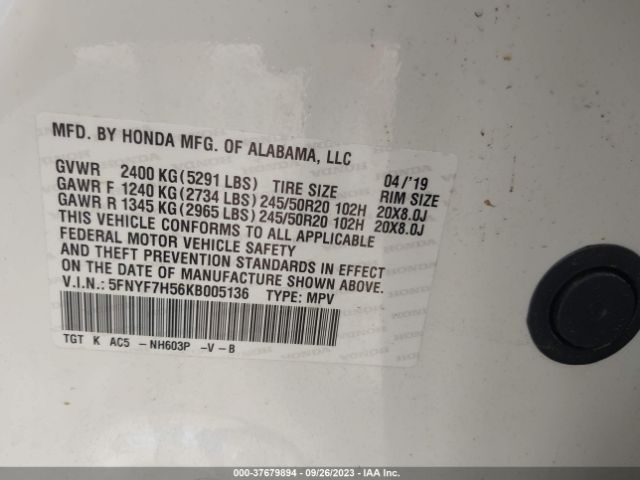 MFD. BY HONDA MFG. OF ALABAMA, LLC
GVWR 2400 KG (5291 LBS) TIRE SIZE 04/'19 RIM SIZE
GAWR F 1240 KG (2734 LBS) 245/50R20 102H 20X8.0J
GAWR R 1345 KG (2965 LBS) 245/50R20 102H 20X8.0J
THIS VEHICLE CONFORMS TO ALL APPLICABLE
FEDERAL MOTOR VEHICLE SAFETY
AND THEFT PREVENTION STANDARDS IN EFFECT
ON THE DATE OF MANUFACTURE SHOWN ABOVE.
V.I.N.: 5FNYF7H56KB005136 TYPE: MPV
TGT K AC5 -NH603P -V-B
000-37679894 - 09/26/2023 - IAA Inc.